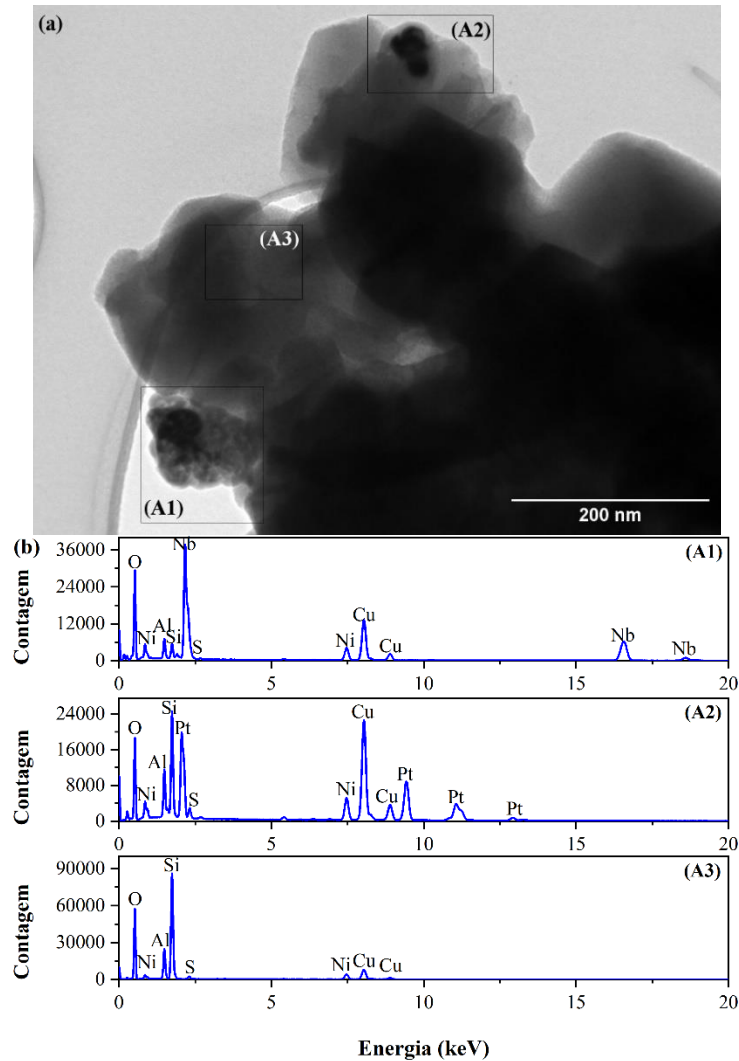 (a)
(A2)
(A3)
(A1)
200 nm
(b)
Contagem
36000
24000
12000
0
O
Ni
Al
Si
Nb
S
Ni
Cu
Cu
Nb
Nb
(A1)
0 5 10 15 20
Contagem
24000
16000
8000
0
O
Ni
Al
Si
Pt
S
Ni
Cu
Cu
Pt
Pt
Pt
(A2)
0 5 10 15 20
Contagem
90000
60000
30000
0
O
Ni
Al
Si
S
Ni
Cu
Cu
(A3)
0 5 10 15 20
Energia (keV)